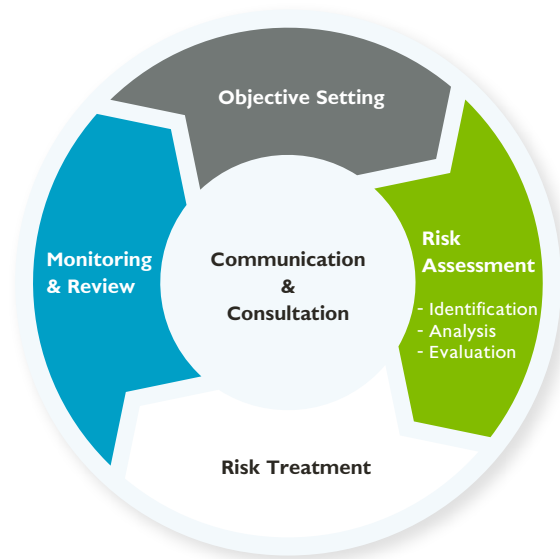 Objective Setting
Risk
Assessment
- Identification
- Analysis
- Evaluation
Risk Treatment
Monitoring
& Review
Communication
&
Consultation